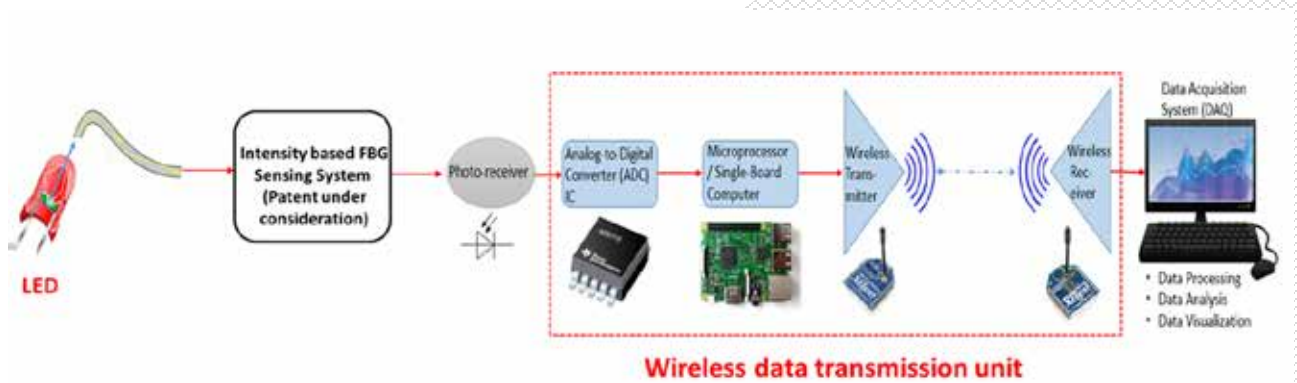 LED
Intensity based FBG
Sensing System
(Patent under
consideration)
Photo-receiver
Analog-to Digital
Converter (ADC)
IC
Microprocessor
/ Single-Board
Computer
Wireless
Trans-
mitter
Wireless
Rec
eiver
Data Acquisition
System (DAQ)
• Data Processing
• Data Analysis
• Data Visualization
Wireless data transmission unit